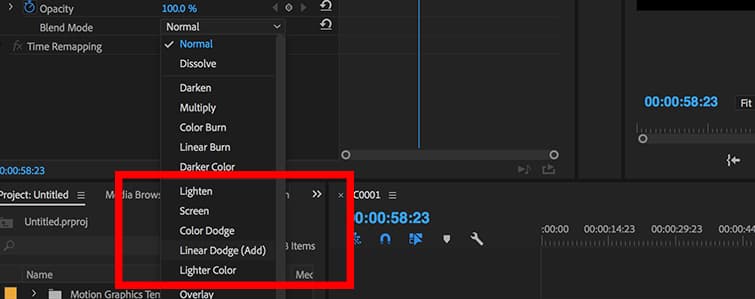 Opacity 100.0 %
Blend Mode Normal
fx Time Remapping Normal
Dissolve
Darken
Multiply
Color Burn
00:00:58:23 Fit
Linear Burn
0:00:58:23 Darker Color
Project: Untitled Media Brow Lighten C0001
Untitled.prproj Screen 00:00:58:23
Color Dodge :00:00 00:00:14:23 00:00:29:23 00:00:44
Linear Dodge (Add) 3 Items
Name Lighter Color Mec
Motion Graphics Tem Overlay